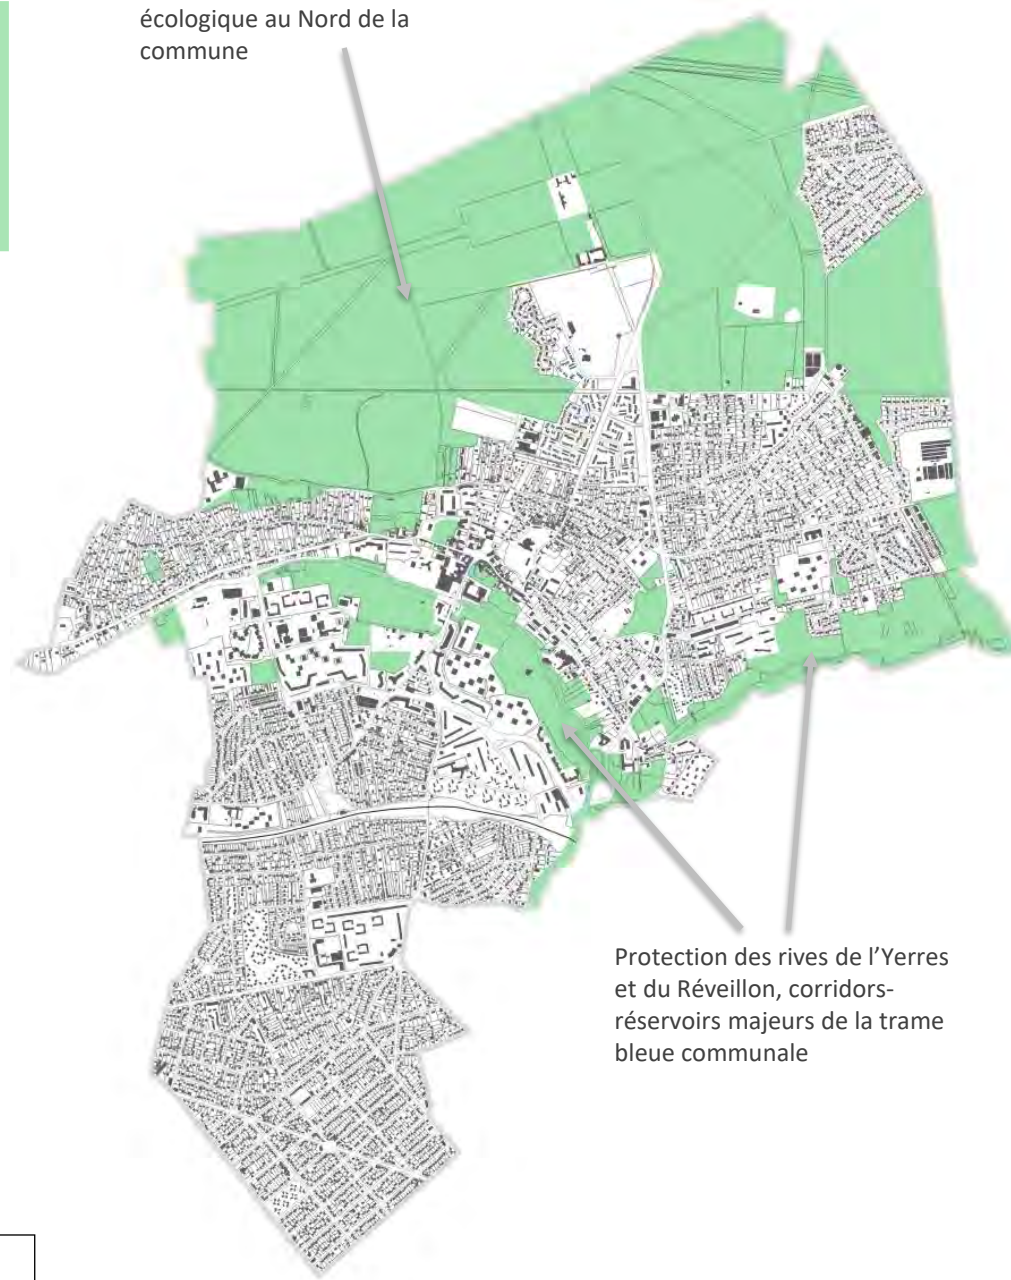 écologique au Nord de la
commune
Protection des rives de l’Yerres
et du Réveillon, corridors-
réservoirs majeurs de la trame
bleue communale